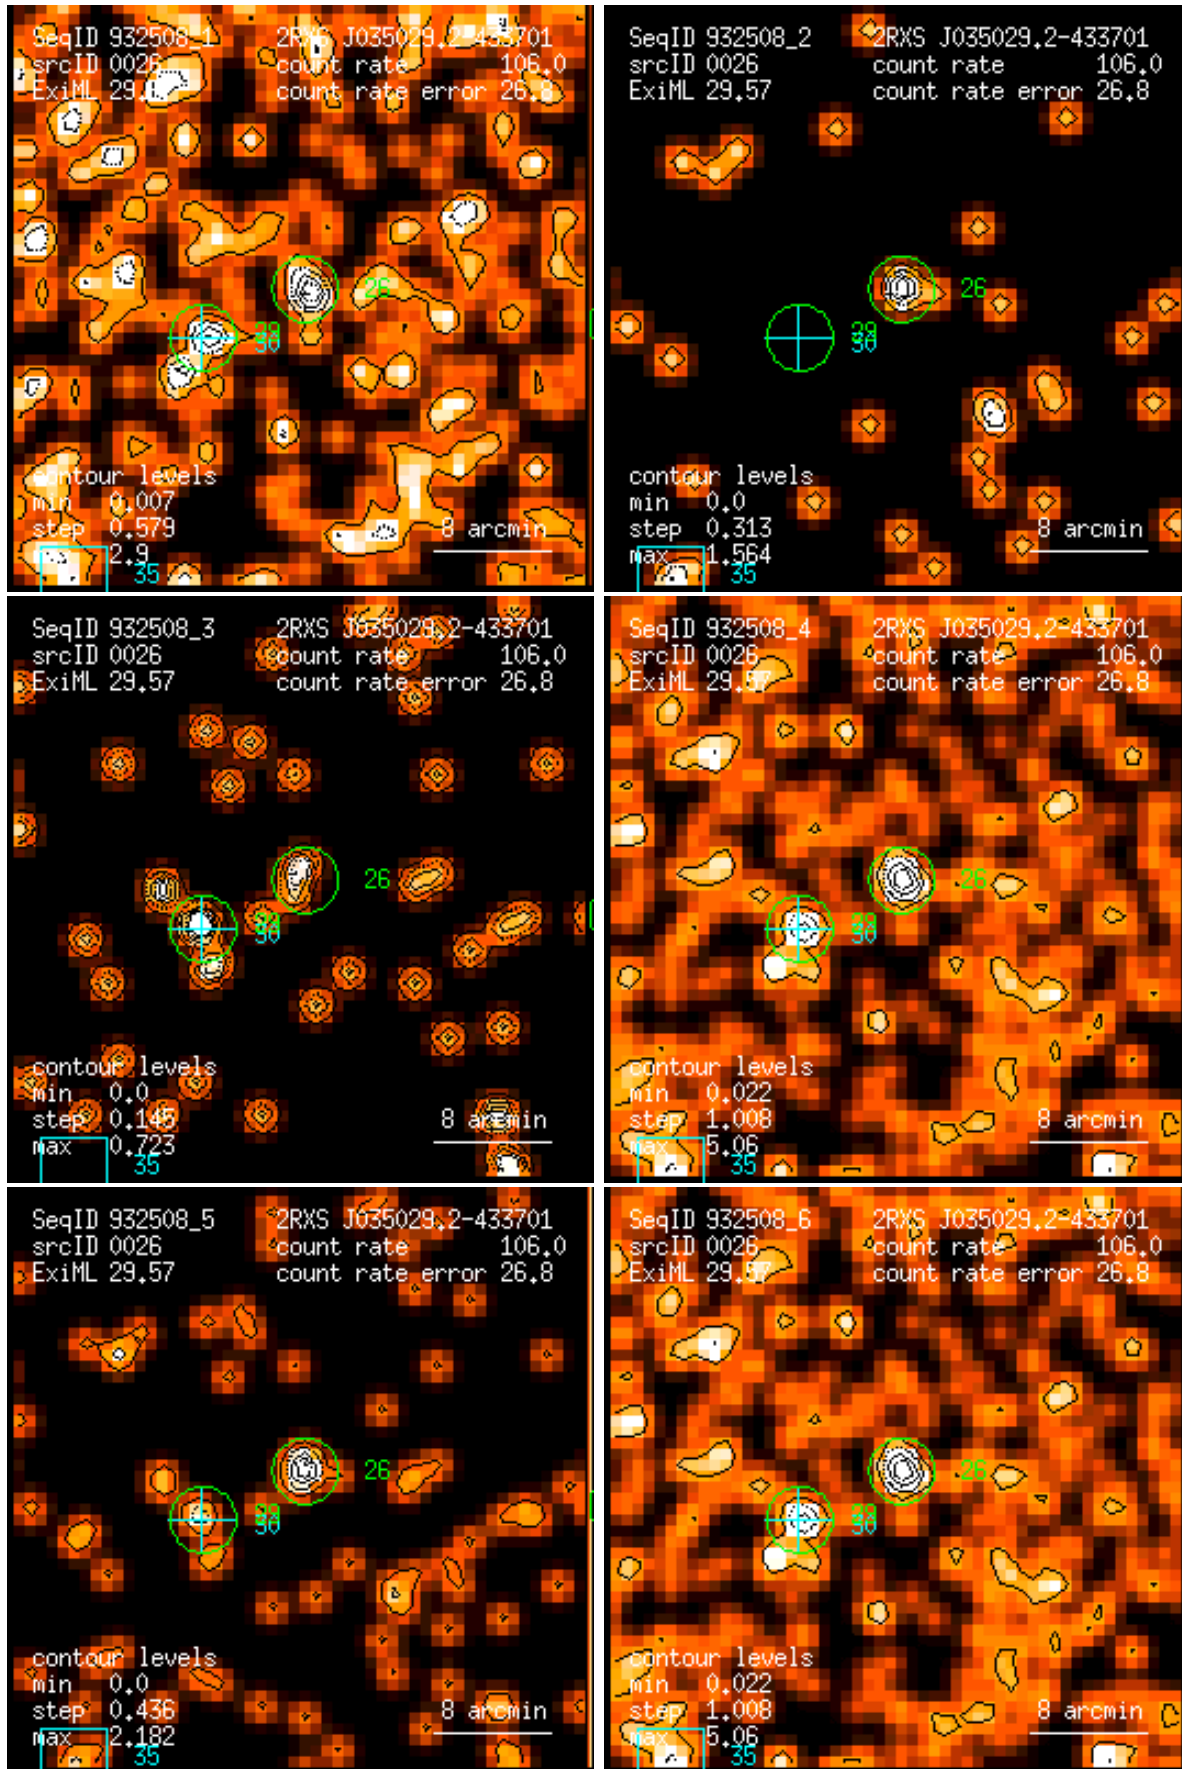 SeqID 932508_1 2RXS J035029.2-433701
srcID 0026 count rate 106.0
ExiML 29. count rate error 26.8
26
30
contour levels
min 0.007
step 0.579
2.9
8 arcmin
35
SeqID 932508_2 2RXS J035029.2-433701
srcID 0026 count rate 106.0
ExiML 29.57 count rate error 26.8
26
30
contour levels
min 0.0
step 0.313
max 1.564
8 arcmin
35
SeqID 932508_3 2RXS J035029.2-433701
srcID 0026 count rate 106.0
ExiML 29.57 count rate error 26.8
26
30
contour levels
min 0.0
step 0.145
max 0.723
8 arcmin
35
SeqID 932508_4 2RXS J035029.2-433701
srcID 0026 count rate 106.0
ExiML 29.57 count rate error 26.8
26
30
contour levels
min 0.022
step 1.008
max 5.06
8 arcmin
35
SeqID 932508_5 2RXS J035029.2-433701
srcID 0026 count rate 106.0
ExiML 29.57 count rate error 26.8
26
30
contour levels
min 0.0
step 0.436
max 2.182
8 arcmin
35
SeqID 932508_6 2RXS J035029.2-433701
srcID 0026 count rate 106.0
ExiML 29.57 count rate error 26.8
26
30
contour levels
min 0.022
step 1.008
max 5.06
8 arcmin
35